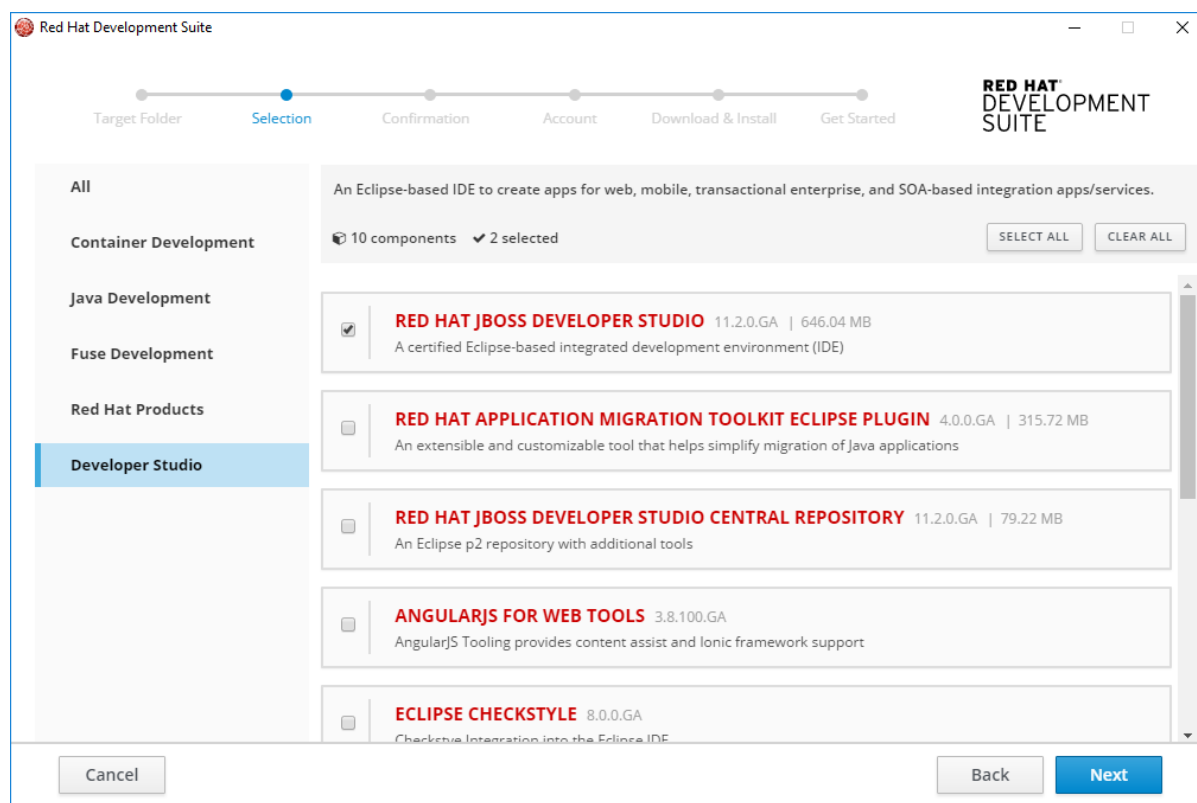 Red Hat Development Suite
Target Folder
Selection
Confirmation
Account
Download & Install
Get Started
RED HAT®
DEVELOPMENT
SUITE
All
Container Development
Java Development
Fuse Development
Red Hat Products
Developer Studio
An Eclipse-based IDE to create apps for web, mobile, transactional enterprise, and SOA-based integration apps/services.
10 components 2 selected
SELECT ALL
CLEAR ALL
RED HAT JBOSS DEVELOPER STUDIO 11.2.0.GA | 646.04 MB
A certified Eclipse-based integrated development environment (IDE)
RED HAT APPLICATION MIGRATION TOOLKIT ECLIPSE PLUGIN 4.0.0.GA | 315.72 MB
An extensible and customizable tool that helps simplify migration of Java applications
RED HAT JBOSS DEVELOPER STUDIO CENTRAL REPOSITORY 11.2.0.GA | 79.22 MB
An Eclipse p2 repository with additional tools
ANGULARJS FOR WEB TOOLS 3.8.100.GA
AngularJS Tooling provides content assist and Ionic framework support
ECLIPSE CHECKSTYLE 8.0.0.GA
Checkstye Integration into the Eclipse IDE
Cancel
Back
Next